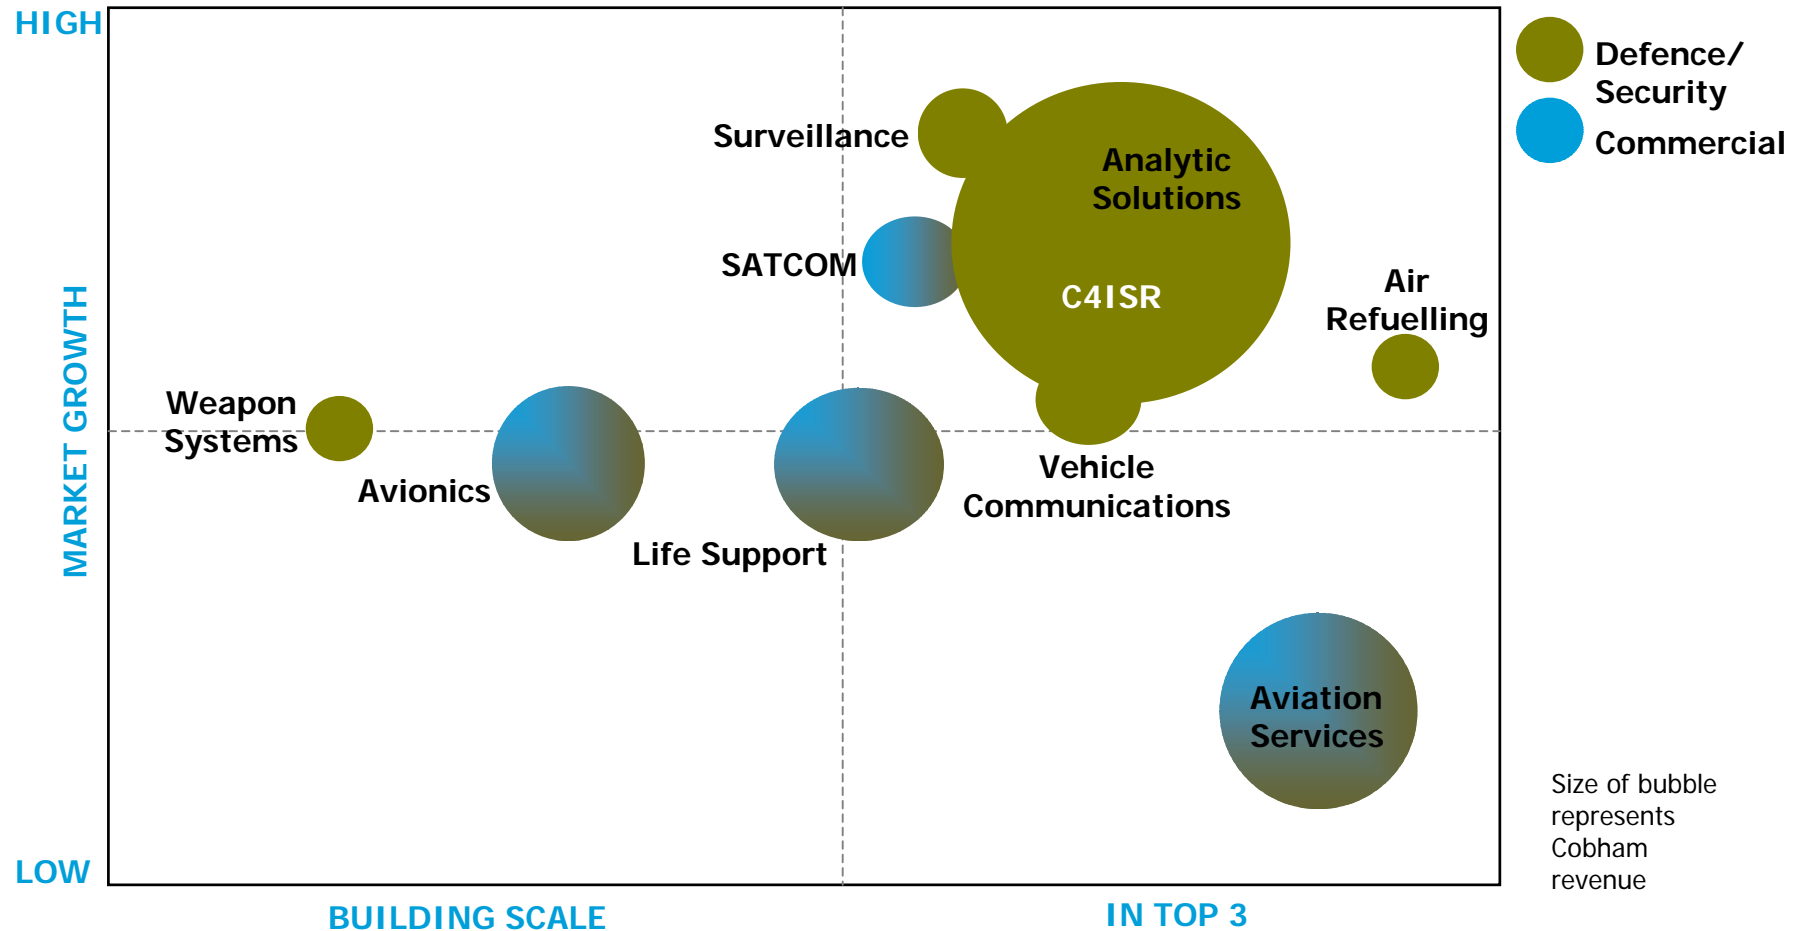 HIGH
Defence/
Security
Commercial
Surveillance
Analytic
Solutions
SATCOM
C4ISR
Air
Refuelling
MARKET GROWTH
Weapon
Systems
Avionics
Vehicle
Communications
Life Support
Aviation
Services
Size of bubble
represents
Cobham
revenue
LOW
BUILDING SCALE
IN TOP 3